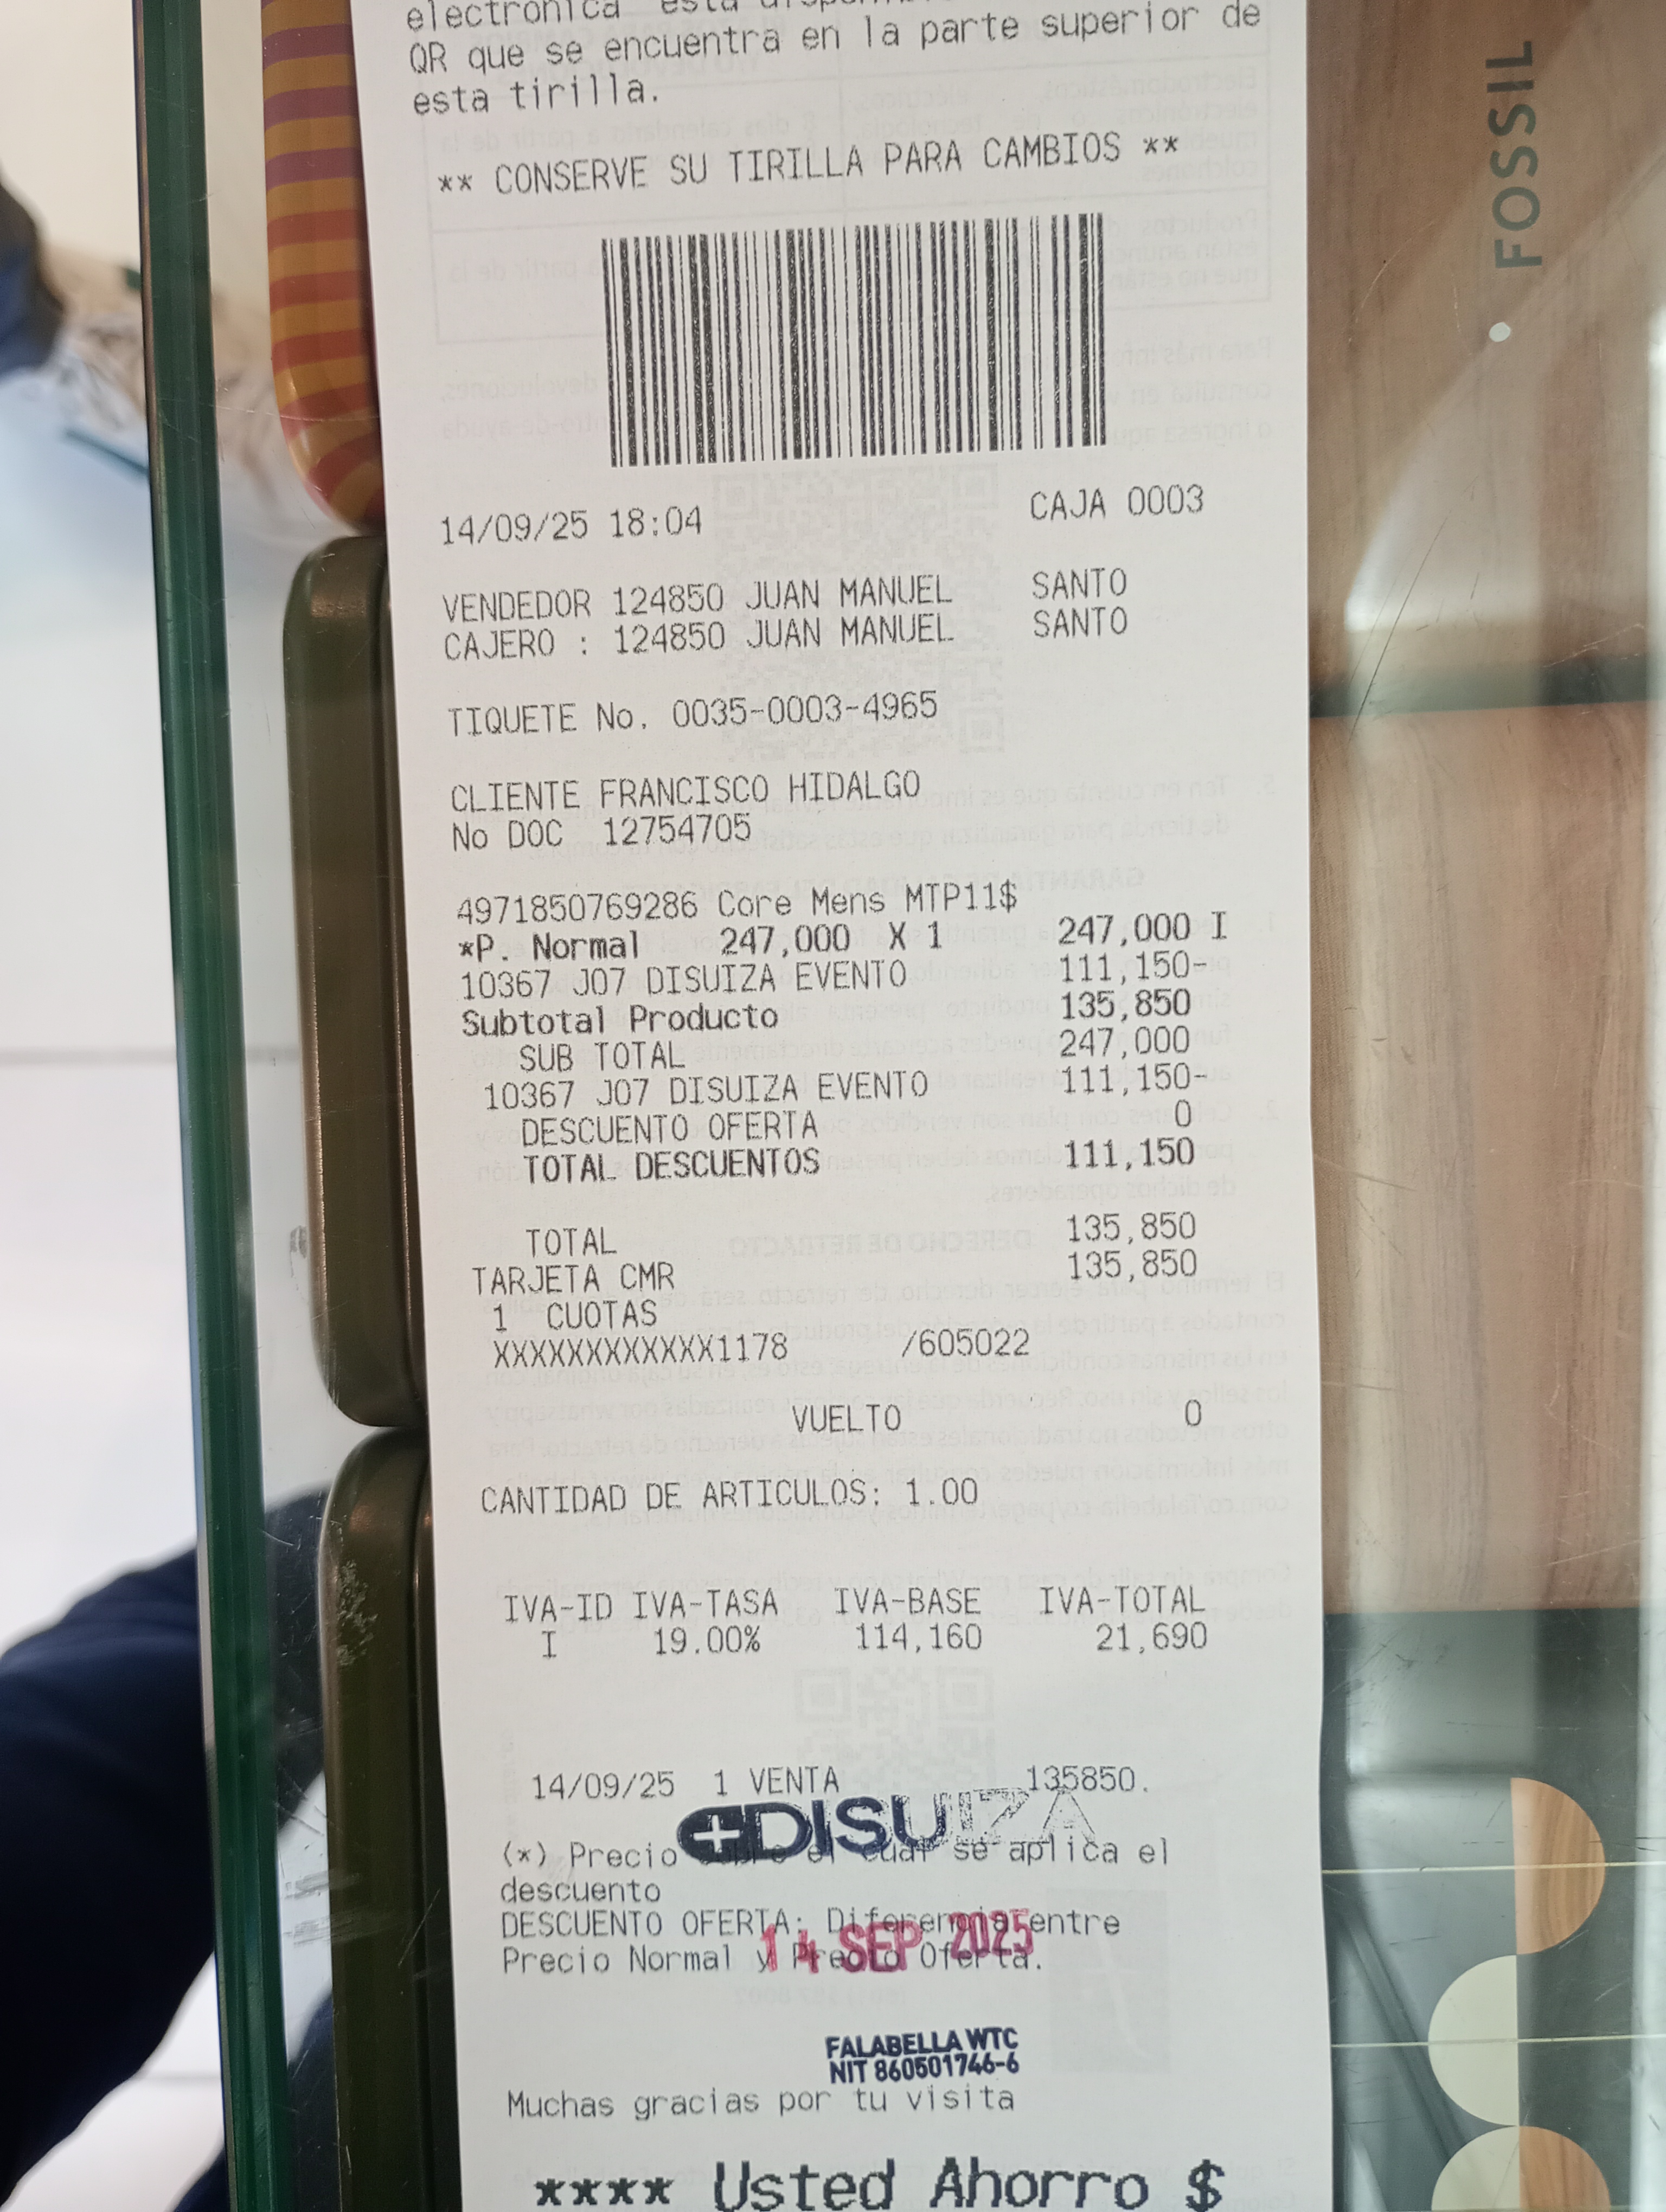 electronica esta
QR que se encuentra en la parte superior de
esta tirilla.
** CONSERVE SU TIRILLA PARA CAMBIOS **
14/09/25 18:04 CAJA 0003
VENDEDOR 124850 JUAN MANUEL SANTO
CAJERO : 124850 JUAN MANUEL SANTO
TIQUETE No. 0035-0003-4965
CLIENTE FRANCISCO HIDALGO
No DOC 12754705
4971850769286 Core Mens MTP11$
*P. Normal 247,000 X 1 247,000 I
10367 J07 DISUIZA EVENTO 111,150-
Subtotal Producto 135,850
SUB TOTAL 247,000
10367 J07 DISUIZA EVENTO 111,150-
DESCUENTO OFERTA 0
TOTAL DESCUENTOS 111,150
TOTAL 135,850
TARJETA CMR 135,850
1 CUOTAS
XXXXXXXXXXXX1178 /605022
VUELTO 0
CANTIDAD DE ARTICULOS: 1.00
IVA-ID IVA-TASA IVA-BASE IVA-TOTAL
I 19.00% 114,160 21,690
14/09/25 1 VENTA 135850.
DISUIZA
(*) Precio sobre el cual se aplica el
descuento
DESCUENTO OFERTA: Diferencia entre
Precio Normal y Precio Oferta.
14 SEP 2025
FALABELLA WTC
NIT 860501746-6
Muchas gracias por tu visita
**** Usted Ahorro $
FOSSIL